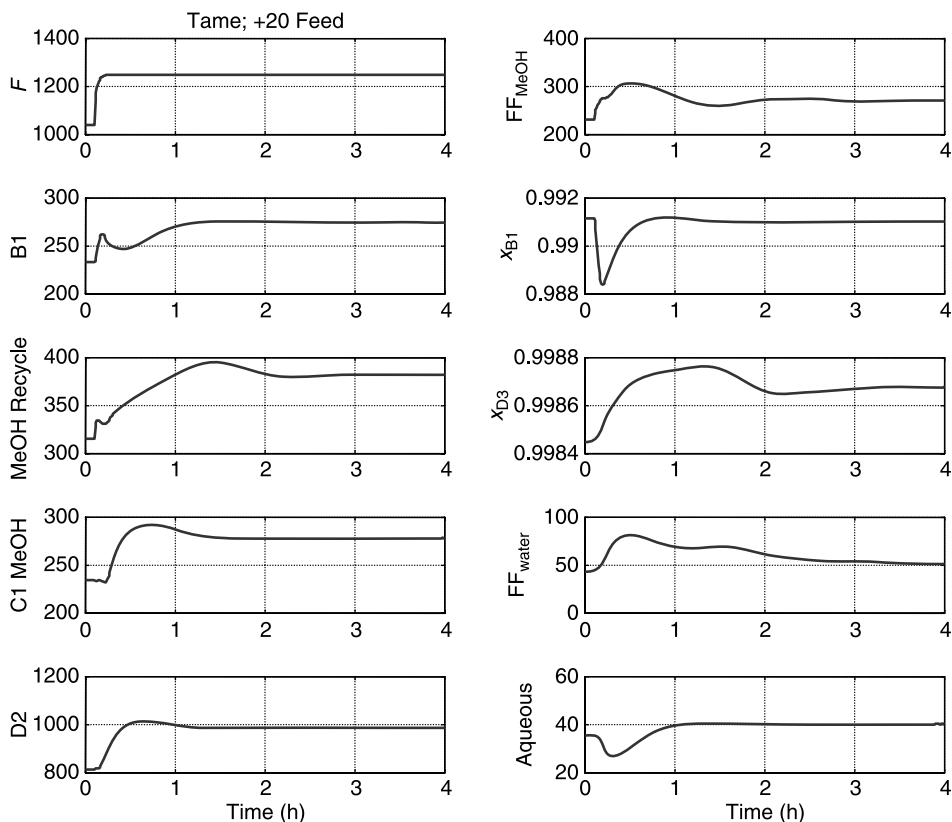 Tame; +20 Feed
1400
1200
1000
F
0 1 2 3 4
400
300
200
FF_MeOH
0 1 2 3 4
300
250
200
B1
0 1 2 3 4
0.992
0.99
0.988
x_B1
0 1 2 3 4
400
350
300
MeOH Recycle
0 1 2 3 4
0.9988
0.9986
0.9984
x_D3
0 1 2 3 4
300
250
200
C1 MeOH
0 1 2 3 4
100
50
0
FF_water
0 1 2 3 4
1200
1000
800
D2
0 1 2 3 4
Time (h)
60
40
20
Aqueous
0 1 2 3 4
Time (h)